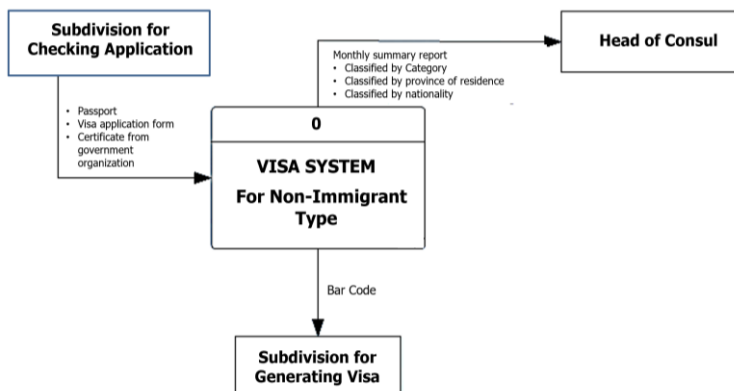 Subdivision for
Checking Application
Head of Consul
Monthly summary report
• Classified by Category
• Classified by province of residence
• Classified by nationality
• Passport
• Visa application form
• Certificate from
government
organization
0
VISA SYSTEM
For Non-Immigrant
Type
Bar Code
Subdivision for
Generating Visa